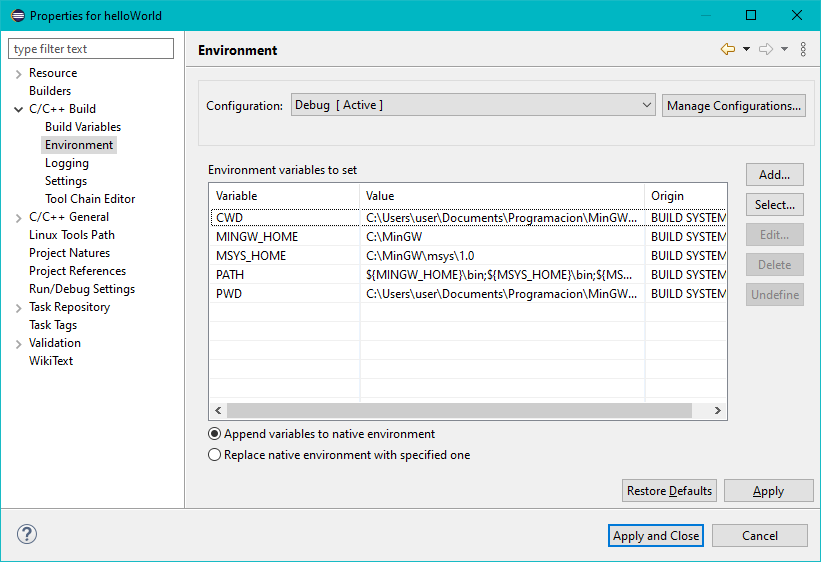 Properties for helloWorld
type filter text
Resource
Builders
C/C++ Build
Build Variables
Environment
Logging
Settings
Tool Chain Editor
C/C++ General
Linux Tools Path
Project Natures
Project References
Run/Debug Settings
Task Repository
Task Tags
Validation
WikiText
Environment
Configuration: Debug [ Active ] Manage Configurations...
Environment variables to set
Variable Value Origin
CWD C:\Users\user\Documents\Programacion\MinGW... BUILD SYSTEM
MINGW_HOME C:\MinGW BUILD SYSTEM
MSYS_HOME C:\MinGW\msys\1.0 BUILD SYSTEM
PATH ${MINGW_HOME}\bin;${MSYS_HOME}\bin;${MS... BUILD SYSTEM
PWD C:\Users\user\Documents\Programacion\MinGW... BUILD SYSTEM
Add...
Select...
Edit...
Delete
Undefine
Append variables to native environment
Replace native environment with specified one
Restore Defaults Apply
? Apply and Close Cancel